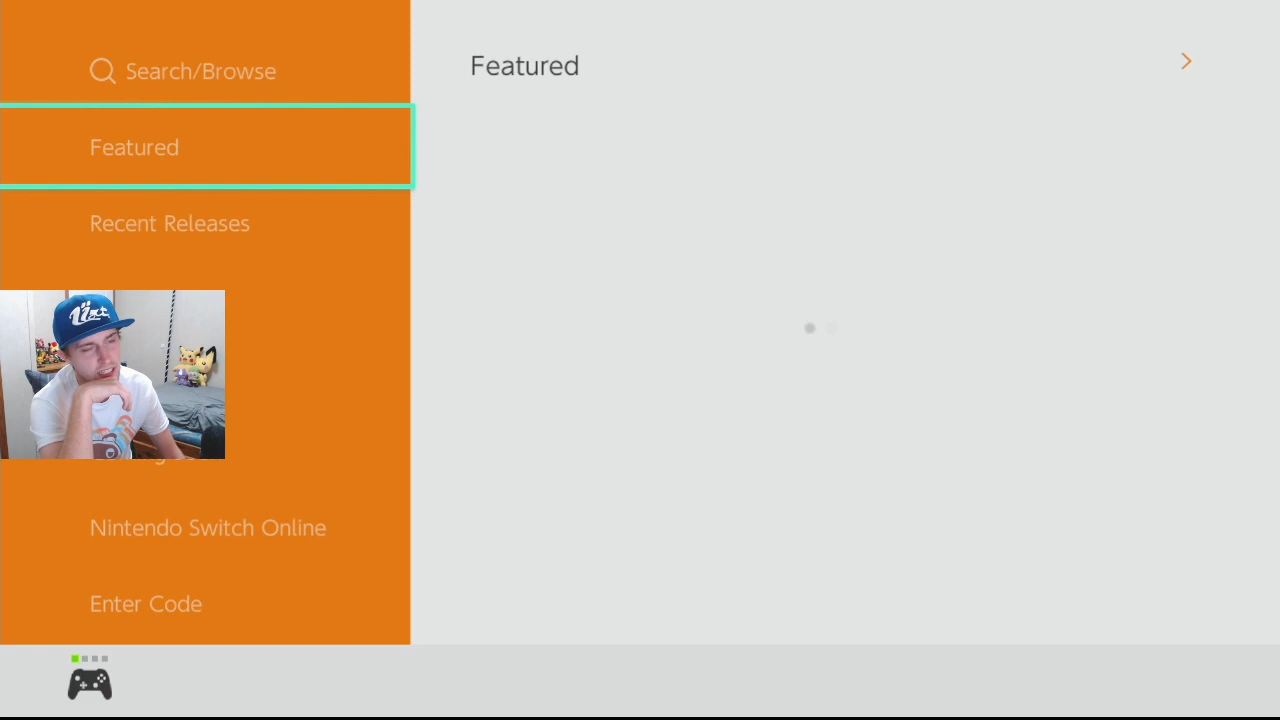 Search/Browse
Featured
Featured
Recent Releases
Nintendo Switch Online
Enter Code